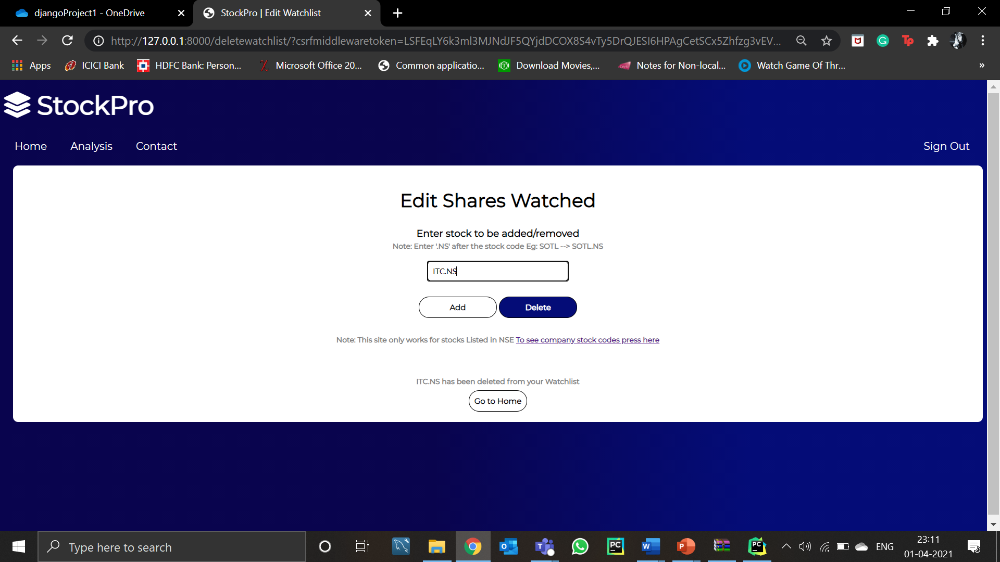 djangoProject1 - OneDrive
StockPro | Edit Watchlist
http://127.0.0.1:8000/deletewatchlist/?csrfmiddlewaretoken=LSFEqLY6k3ml3MJNdJF5QYjdDCOX8S4vTy5DrQJESI6HPAgCetSCx5Zhfzg3vEV...
Apps
ICICI Bank
HDFC Bank: Person...
Microsoft Office 20...
Common applicatio...
Download Movies,...
Notes for Non-local...
Watch Game Of Thr...
»
StockPro
Home
Analysis
Contact
Sign Out
Edit Shares Watched
Enter stock to be added/removed
Note: Enter '.NS' after the stock code Eg: SOTL --> SOTL.NS
ITC.NS
Add
Delete
Note: This site only works for stocks Listed in NSE To see company stock codes press here
ITC.NS has been deleted from your Watchlist
Go to Home
Type here to search
ENG
23:11
01-04-2021